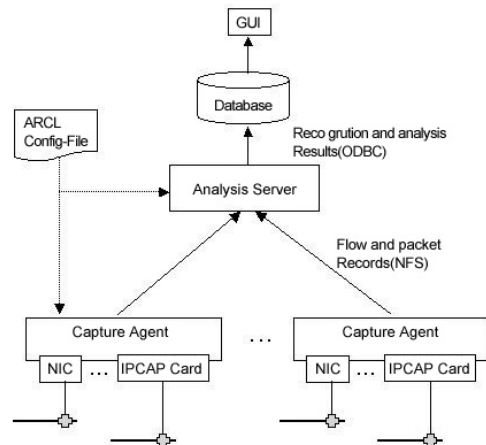 GUI
Database
ARCL
Config-File
Reco grution and analysis
Results(ODBC)
Analysis Server
Flow and packet
Records(NFS)
Capture Agent
...
Capture Agent
NIC
...
IPCAP Card
NIC
...
IPCAP Card